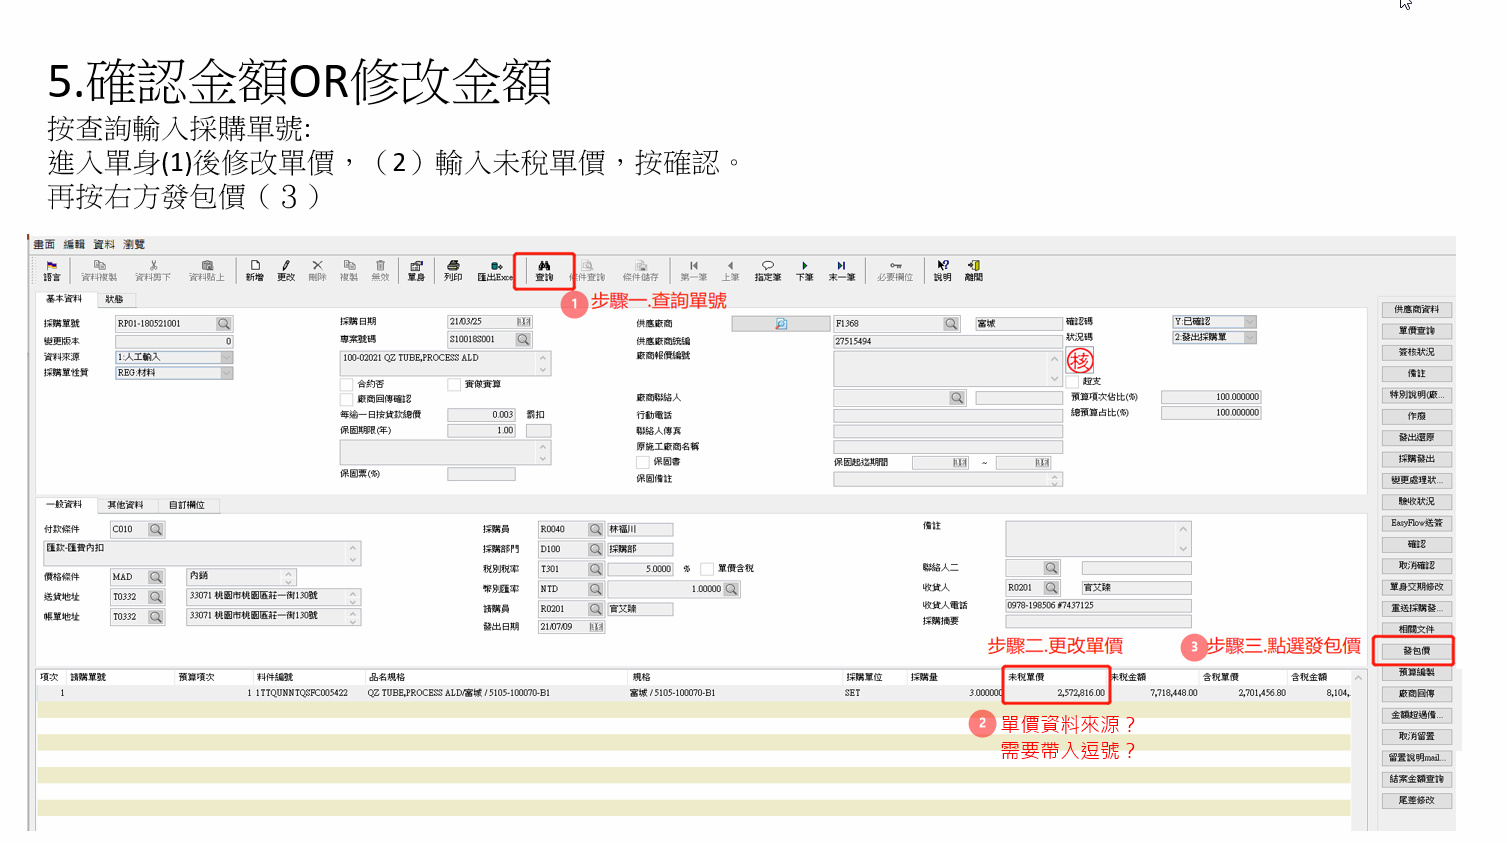 5.確認金額OR修改金額
按查詢輸入採購單號:
進入單身(1)後修改單價，（2）輸入未稅單價，按確認。
再按右方發包價（３）
畫面 編輯 資料 瀏覽
語言 資料複製 資料剪下 資料貼上 新增 更改 刪除 複製 無效 單身 列印 匯出Excel 查詢 條件查詢 條件儲存 第一筆 上筆 指定筆 下筆 末一筆 必要欄位 說明 離開
1 步驟一.查詢單號
基本資料 狀態
採購單號 RP01-180521001 採購日期 21/03/25 供應廠商 F1368 富城 確認碼 Y:已確認
變更版本 0 專案號碼 S10018S001 供應廠商統編 27515494 狀況碼 2:發出採購單
資料來源 1:人工輸入 100-02021 QZ TUBE,PROCESS ALD 廠商報價編號 核
採購單性質 REG:材料
合約否 實做實算 超支
廠商回傳確認 廠商聯絡人 預算項次佔比(%) 100.000000
每逾一日按貨款總價 0.003 罰扣 行動電話 總預算占比(%) 100.000000
保固期限(年) 1.00 聯絡人傳真
原施工廠商名稱
保固書 保固起迄期間 ~
保固票(%) 保固備註
一般資料 其他資料 自訂欄位
付款條件 C010 採購員 R0040 林福川 備註
匯款-匯費內扣 採購部門 D100 採購部
稅別稅率 T301 5.0000 % 單價含稅 聯絡人二
價格條件 MAD 內銷 幣別匯率 NTD 1.00000 收貨人 R0201 官艾臻
送貨地址 T0332 33071 桃園市桃園區莊一街130號 請購員 R0201 官艾臻 收貨人電話 0978-198506 #7437125
帳單地址 T0332 33071 桃園市桃園區莊一街130號 發出日期 21/07/09 採購摘要
步驟二.更改單價 3 步驟三.點選發包價
項次 請購單號 預算項次 料件編號 品名規格 規格 採購單位 採購量 未稅單價 未稅金額 含稅單價 含稅金額
1 1 1TTQUNNTQSFC005422 QZ TUBE,PROCESS ALD/富城 / 5105-100070-B1 富城 / 5105-100070-B1 SET 3.000000 2,572,816.00 7,718,448.00 2,701,456.80 8,104,.
2 單價資料來源？
需要帶入逗號？
供應商資料
單價查詢
簽核狀況
備註
特別說明(廠...
作廢
發出還原
採購發出
變更處理狀...
驗收狀況
EasyFlow送簽
確認
取消確認
單身交期修改
重送採購發...
相關文件
發包價
預算編製
廠商回傳
金額超過備...
取消留置
留置說明mail...
結案金額查詢
尾差修改